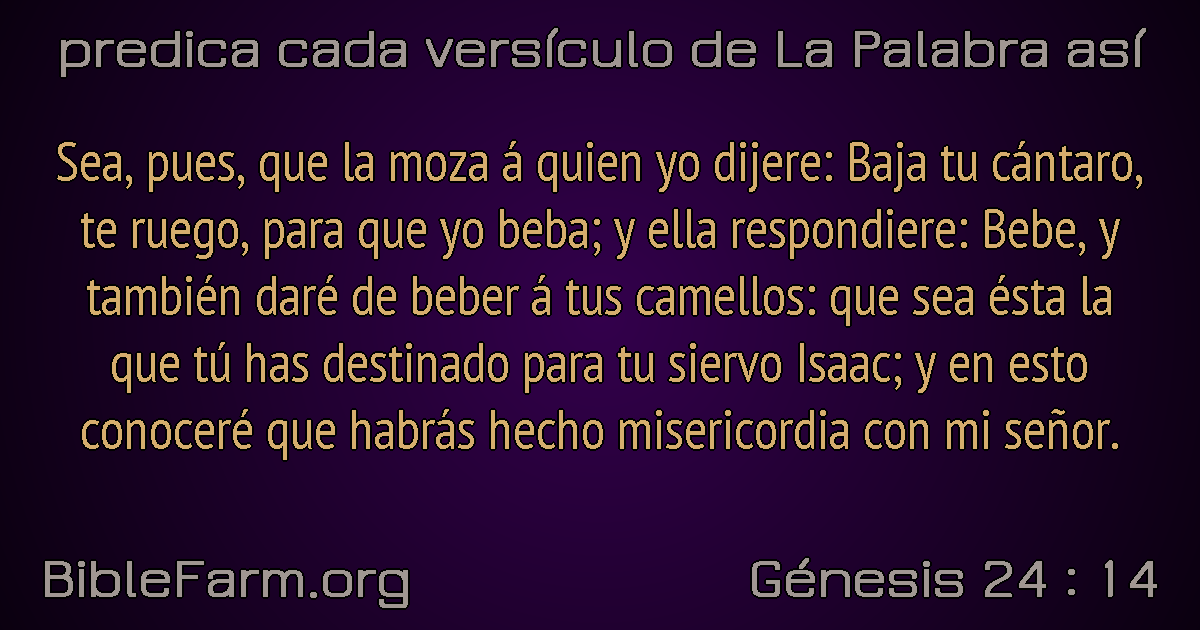 predica cada versículo de La Palabra así
Sea, pues, que la moza á quien yo dijere: Baja tu cántaro,
te ruego, para que yo beba; y ella respondiere: Bebe, y
también daré de beber á tus camellos: que sea ésta la
que tú has destinado para tu siervo Isaac; y en esto
conoceré que habrás hecho misericordia con mi señor.
BibleFarm.org
Génesis 24 : 14